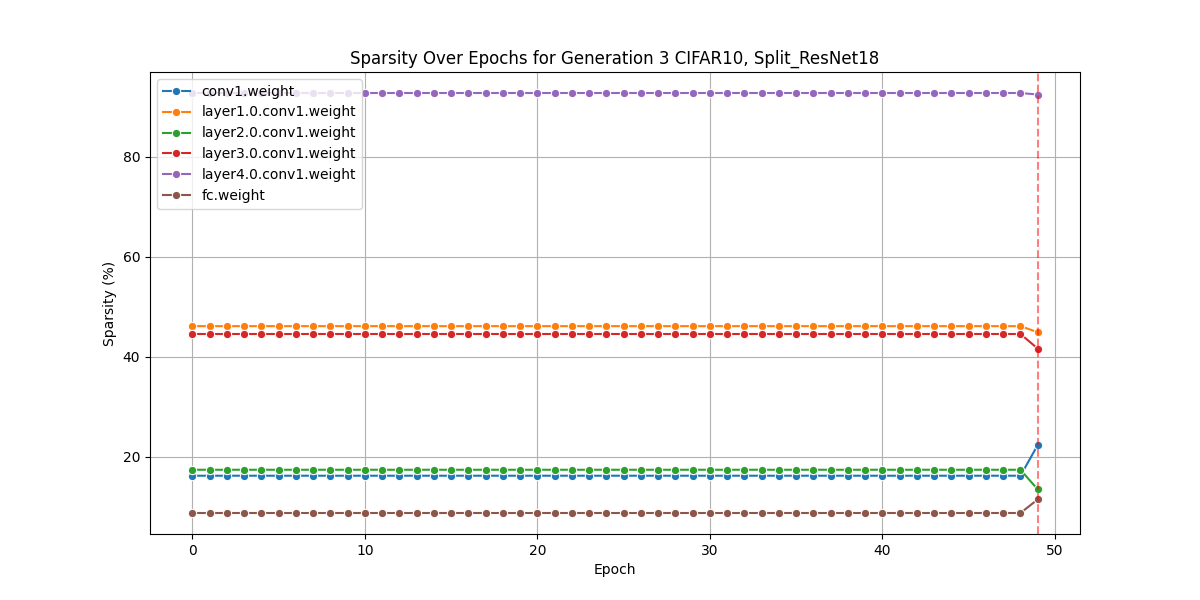 Sparsity Over Epochs for Generation 3 CIFAR10, Split_ResNet18
conv1.weight
layer1.0.conv1.weight
layer2.0.conv1.weight
layer3.0.conv1.weight
layer4.0.conv1.weight
fc.weight
Sparsity (%)
80
60
40
20
0 10 20 30 40 50
Epoch